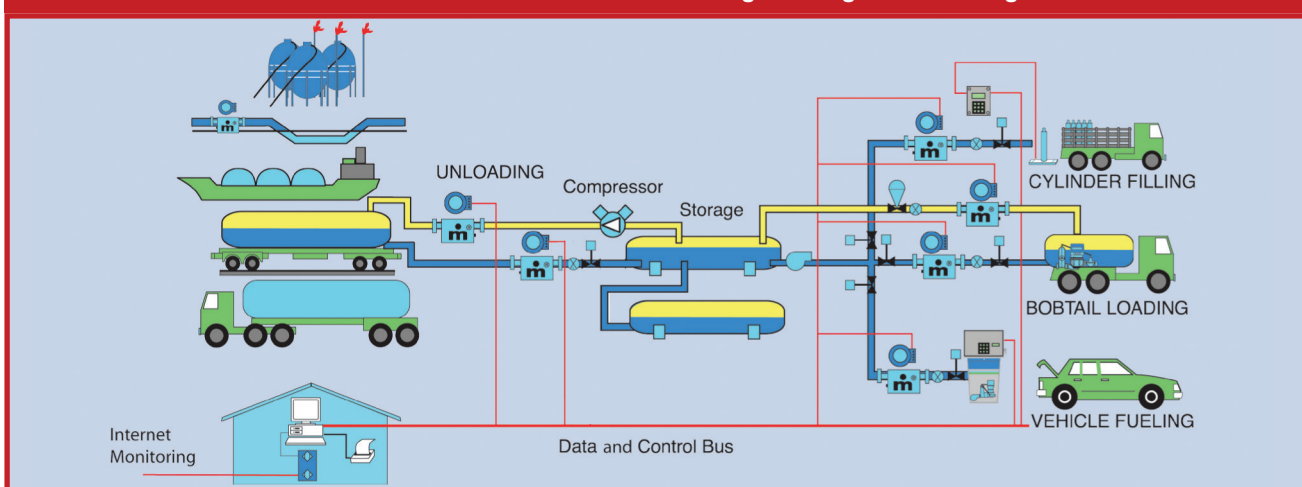 UNLOADING
Compressor
Storage
CYLINDER FILLING
BOBTAIL LOADING
VEHICLE FUELING
Internet
Monitoring
Data and Control Bus
m
m
m
m
m
m
m